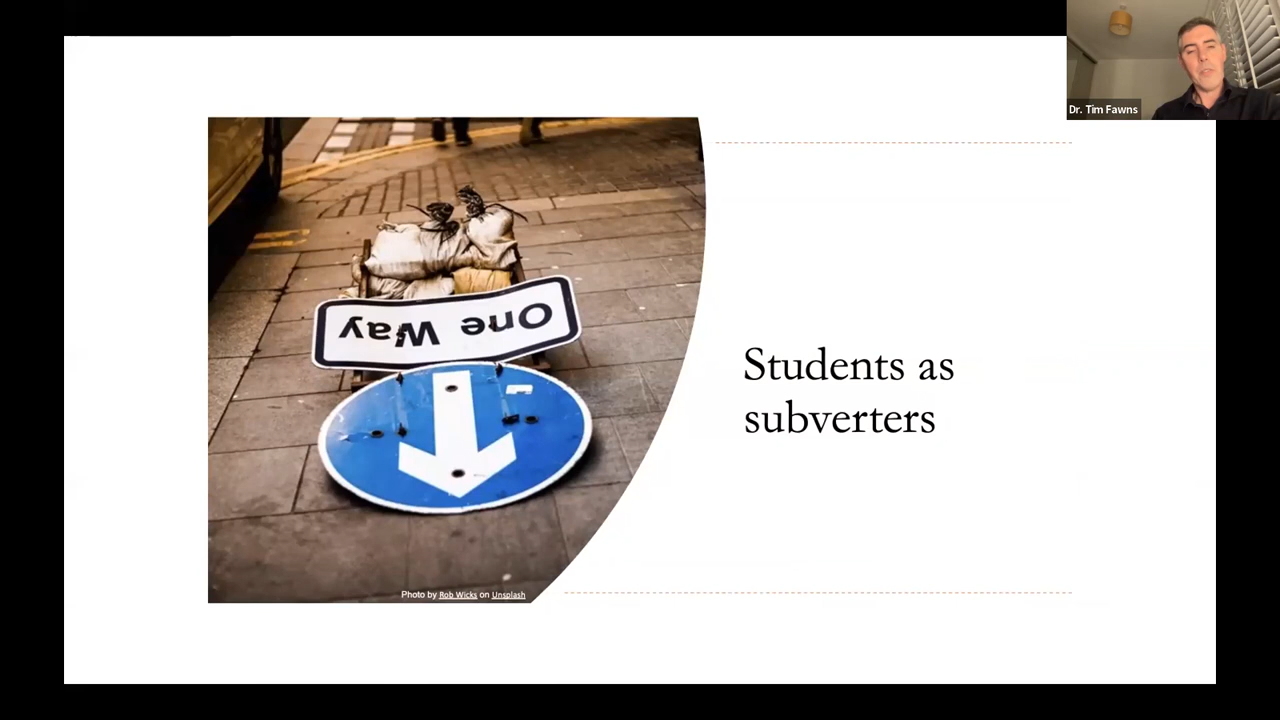 Dr. Tim Fawns
One Way
Students as
subverters
Photo by Rob Wicks on Unsplash